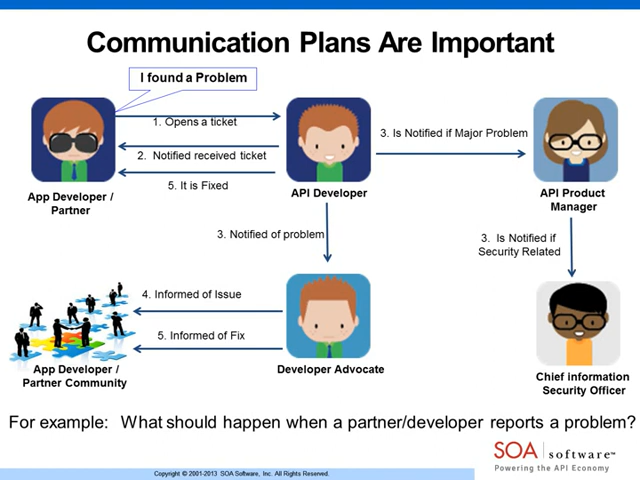 Communication Plans Are Important
I found a Problem
1. Opens a ticket
2. Notified received ticket
5. It is Fixed
3. Is Notified if Major Problem
App Developer /
Partner
API Developer
API Product
Manager
3. Notified of problem
3. Is Notified if
Security Related
4. Informed of Issue
5. Informed of Fix
App Developer /
Partner Community
Developer Advocate
Chief information
Security Officer
For example: What should happen when a partner/developer reports a problem?
SOA software™
Powering the API Economy
Copyright © 2001-2013 SOA Software, Inc. All Rights Reserved.